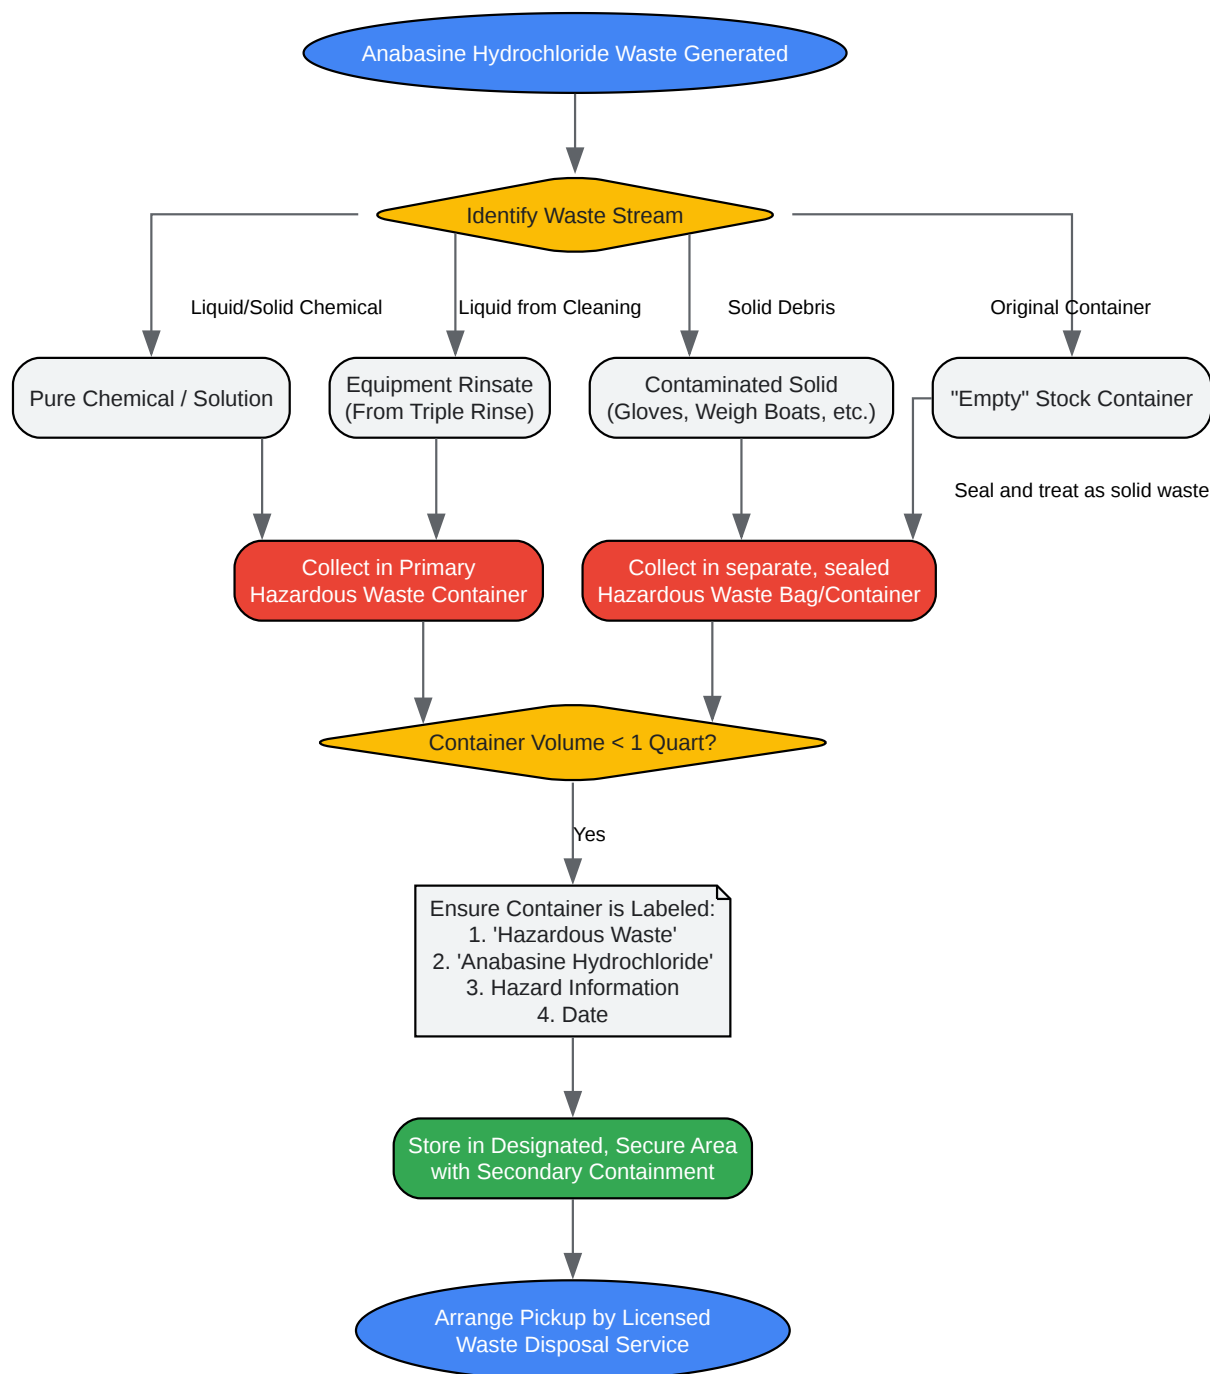 Anabasine Hydrochloride Waste Generated
Identify Waste Stream
Liquid/Solid Chemical
Liquid from Cleaning
Solid Debris
Original Container
Pure Chemical / Solution
Equipment Rinsate
(From Triple Rinse)
Contaminated Solid
(Gloves, Weigh Boats, etc.)
"Empty" Stock Container
Seal and treat as solid waste
Collect in Primary
Hazardous Waste Container
Collect in separate, sealed
Hazardous Waste Bag/Container
Container Volume < 1 Quart?
Yes
Ensure Container is Labeled:
1. 'Hazardous Waste'
2. 'Anabasine Hydrochloride'
3. Hazard Information
4. Date
Store in Designated, Secure Area
with Secondary Containment
Arrange Pickup by Licensed
Waste Disposal Service